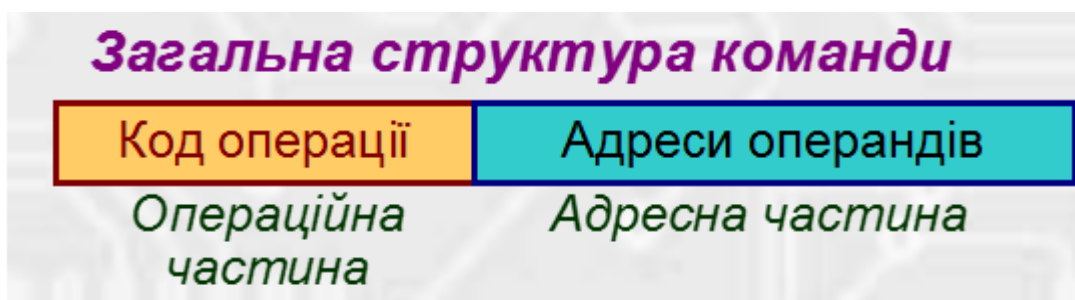 Загальна структура команди
Код операції Адреси операндів
Операційна Адресна частина
частина